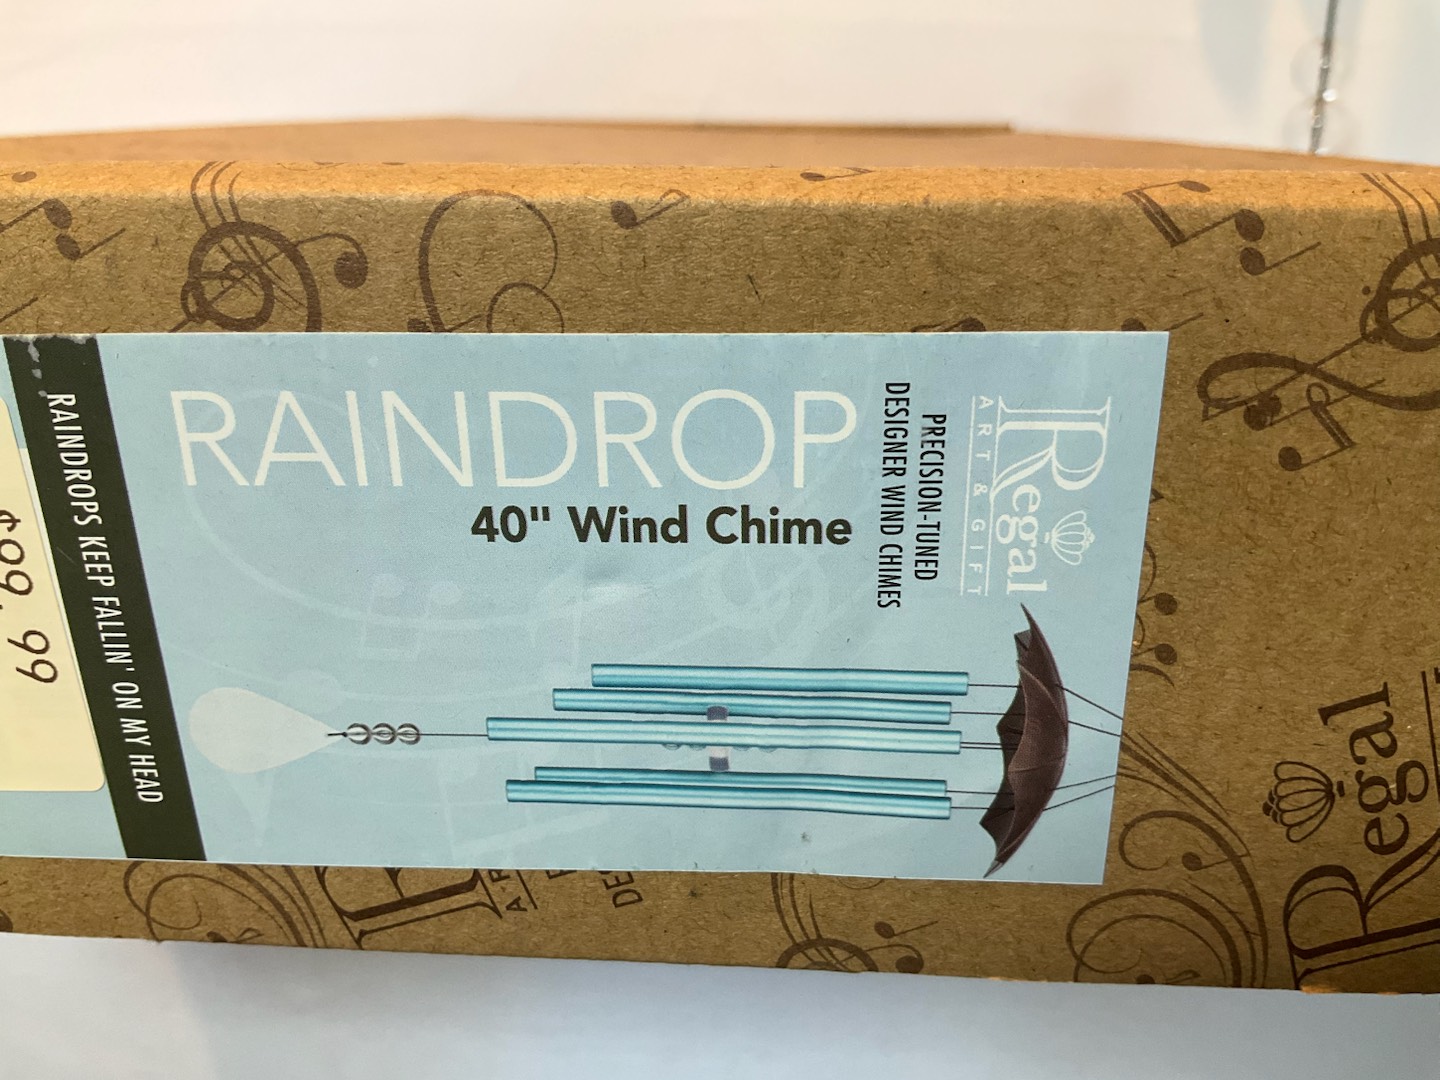 RAINDROP
40" Wind Chime
PRECISION-TUNED
DESIGNER WIND CHIMES
Regal
ART & GIFT
RAINDROPS KEEP FALLIN' ON MY HEAD
99.99
Regal